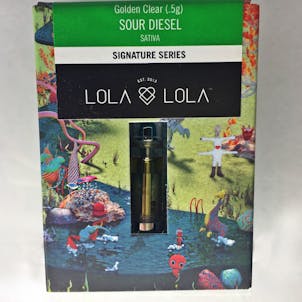 Golden Clear (.5g)
SOUR DIESEL
SATIVA
SIGNATURE SERIES
EST. 2013
LOLA LOLA